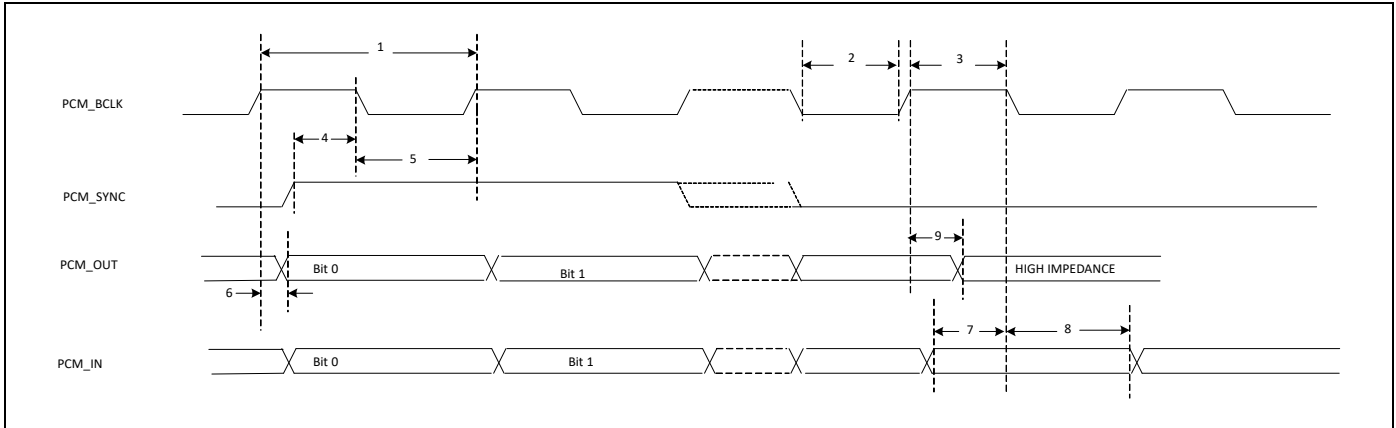 1
2
3
PCM_BCLK
4
5
PCM_SYNC
9
PCM_OUT
Bit 0
Bit 1
HIGH IMPEDANCE
6
7
8
PCM_IN
Bit 0
Bit 1